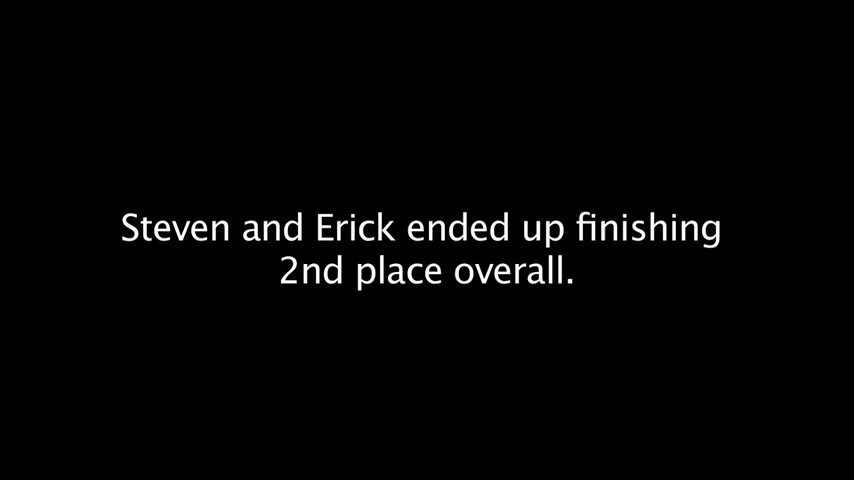 Steven and Erick ended up finishing
2nd place overall.